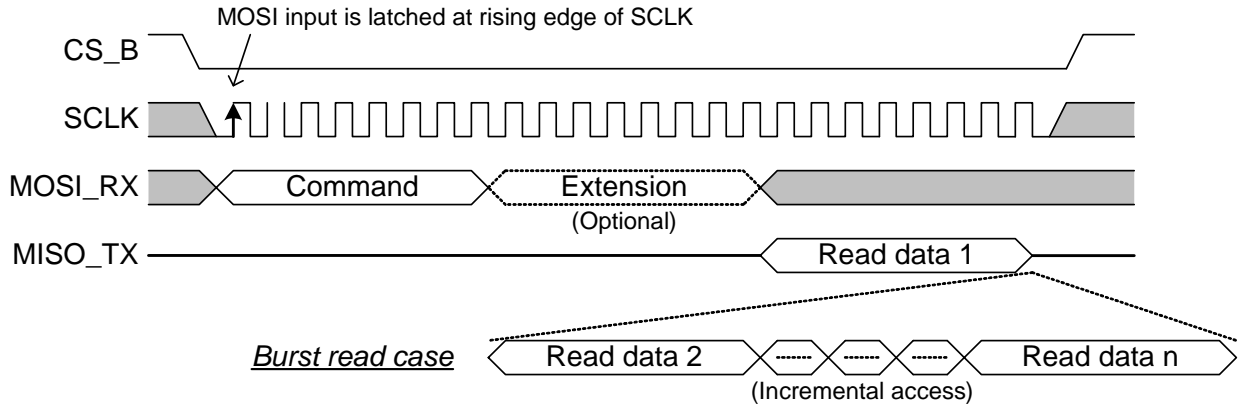 MOSI input is latched at rising edge of SCLK
CS_B
SCLK
MOSI_RX
Command
Extension
(Optional)
MISO_TX
Read data 1
Burst read case
Read data 2
Read data n
(Incremental access)